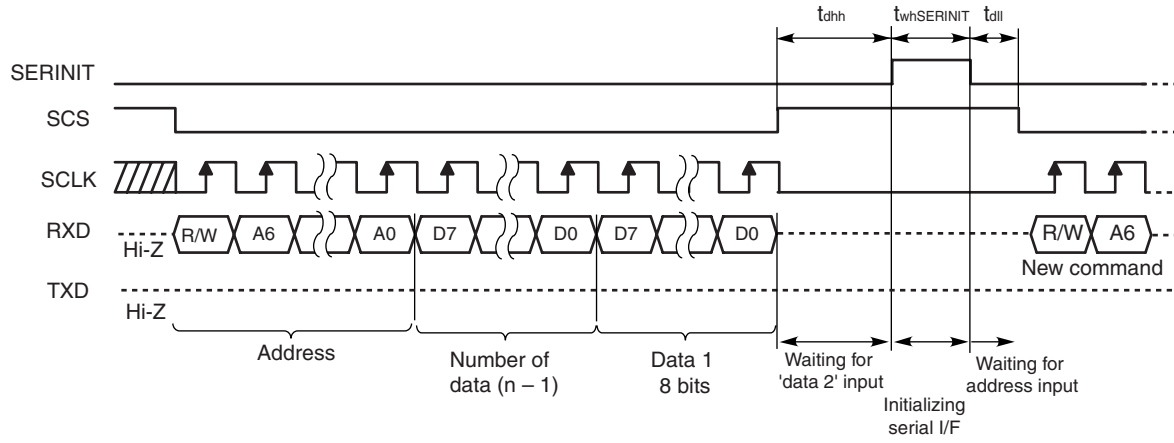 tdhh twhSERINIT tdll
SERINIT
SCS
SCLK
RXD Hi-Z R/W A6 A0 D7 D0 D7 D0 R/W A6
New command
TXD Hi-Z
Address
Number of
data (n – 1)
Data 1
8 bits
Waiting for
'data 2' input
Initializing
serial I/F
Waiting for
address input